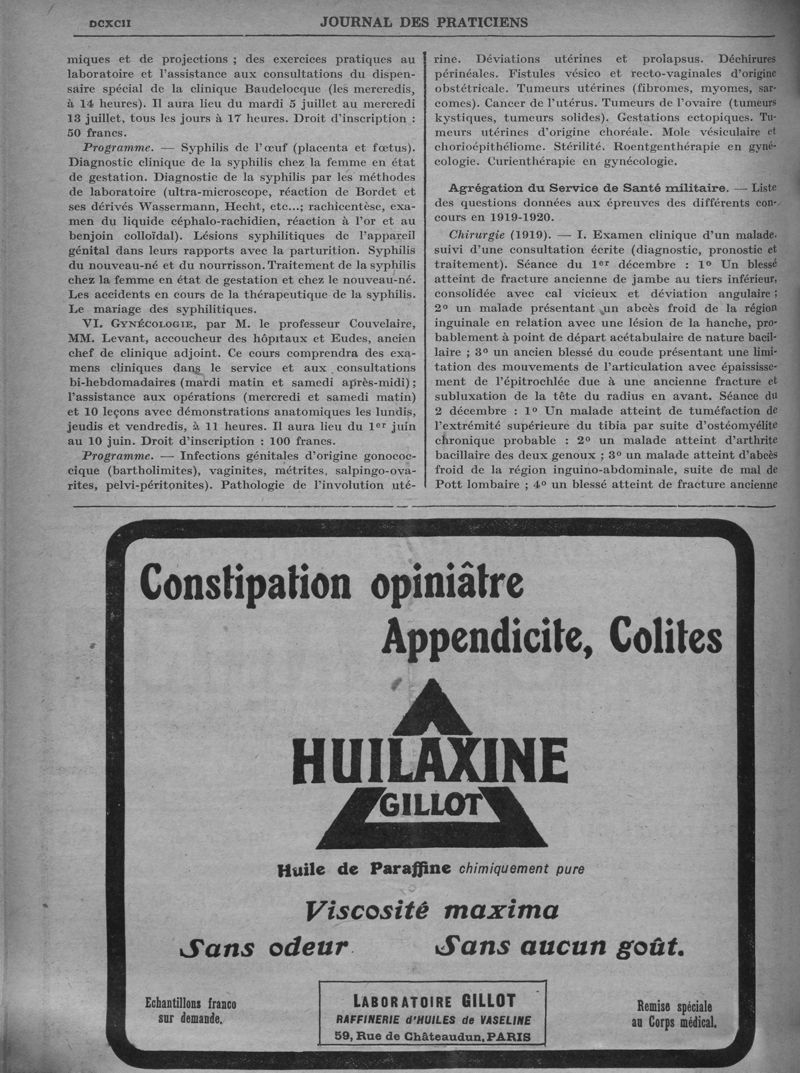 DCXCII
JOURNAL DES PRATICIENS
miques et de projections ; des exercices pratiques au
laboratoire et l'assistance aux consultations du dispen-
saire spécial de la clinique Baudelocque (les mercredis,
à 14 heures). Il aura lieu du mardi 5 juillet au mercredi
13 juillet, tous les jours à 17 heures. Droit d'inscription :
50 francs.
Programme. — Syphilis de l'œuf (placenta et fœtus).
Diagnostic clinique de la syphilis chez la femme en état
de gestation. Diagnostic de la syphilis par les méthodes
de laboratoire (ultra-microscope, réaction de Bordet et
ses dérivés Wassermann, Hecht, etc...; rachicentèse, exa-
men du liquide céphalo-rachidien, réaction à l'or et au
benjoin colloïdal). Lésions syphilitiques de l'appareil
génital dans leurs rapports avec la parturition. Syphilis
du nouveau-né et du nourrisson. Traitement de la syphilis
chez la femme en état de gestation et chez le nouveau-né.
Les accidents en cours de la thérapeutique de la syphilis.
Le mariage des syphilitiques.
VI. GYNÉCOLOGIE, par M. le professeur Couvelaire,
MM. Levant, accoucheur des hôpitaux et Eudes, ancien
chef de clinique adjoint. Ce cours comprendra des exa-
mens cliniques dans le service et aux consultations
bi-hebdomadaires (mardi matin et samedi après-midi) ;
l'assistance aux opérations (mercredi et samedi matin)
et 10 leçons avec démonstrations anatomiques les lundis,
jeudis et vendredis, à 11 heures. Il aura lieu du 1er juin
au 10 juin. Droit d'inscription : 100 francs.
Programme. — Infections génitales d'origine gonococ-
cique (bartholimites), vaginites, métrites, salpingo-ova-
rites, pelvi-péritonites). Pathologie de l'involution uté-
rine. Déviations utérines et prolapsus. Déchirures
périnéales. Fistules vésico et recto-vaginales d'origine
obstétricale. Tumeurs utérines (fibromes, myomes, sar-
comes). Cancer de l'utérus. Tumeurs de l'ovaire (tumeurs
kystiques, tumeurs solides). Gestations ectopiques. Tu-
meurs utérines d'origine choréale. Mole vésiculaire et
chorioépithéliome. Stérilité. Roentgenthérapie en gyné-
cologie. Curienthérapie en gynécologie.
Agrégation du Service de Santé militaire. — Liste
des questions données aux épreuves des différents con-
cours en 1919-1920.
Chirurgie (1919). — I. Examen clinique d'un malade,
suivi d'une consultation écrite (diagnostic, pronostic et
traitement). Séance du 1er décembre : 1o Un blessé
atteint de fracture ancienne de jambe au tiers inférieur,
consolidée avec cal vicieux et déviation angulaire ;
2o un malade présentant un abcès froid de la région
inguinale en relation avec une lésion de la hanche, pro-
bablement à point de départ acétabulaire de nature bacil-
laire ; 3o un ancien blessé du coude présentant une limi-
tation des mouvements de l'articulation avec épaississe-
ment de l'épitrochlée due à une ancienne fracture et
subluxation de la tête du radius en avant. Séance du
2 décembre : 1o Un malade atteint de tuméfaction de
l'extrémité supérieure du tibia par suite d'ostéomyélite
chronique probable : 2o un malade atteint d'arthrite
bacillaire des deux genoux ; 3o un malade atteint d'abcès
froid de la région inguino-abdominale, suite de mal de
Pott lombaire ; 4o un blessé atteint de fracture ancienne
Constipation opiniâtre
Appendicite, Colites
HUILAXINE
GILLOT
Huile de Paraffine chimiquement pure
Viscosité maxima
Sans odeur Sans aucun goût.
Echantillons franco
sur demande.
LABORATOIRE GILLOT
RAFFINERIE d'HUILES de VASELINE
59, Rue de Châteaudun, PARIS
Remise spéciale
au Corps médical.